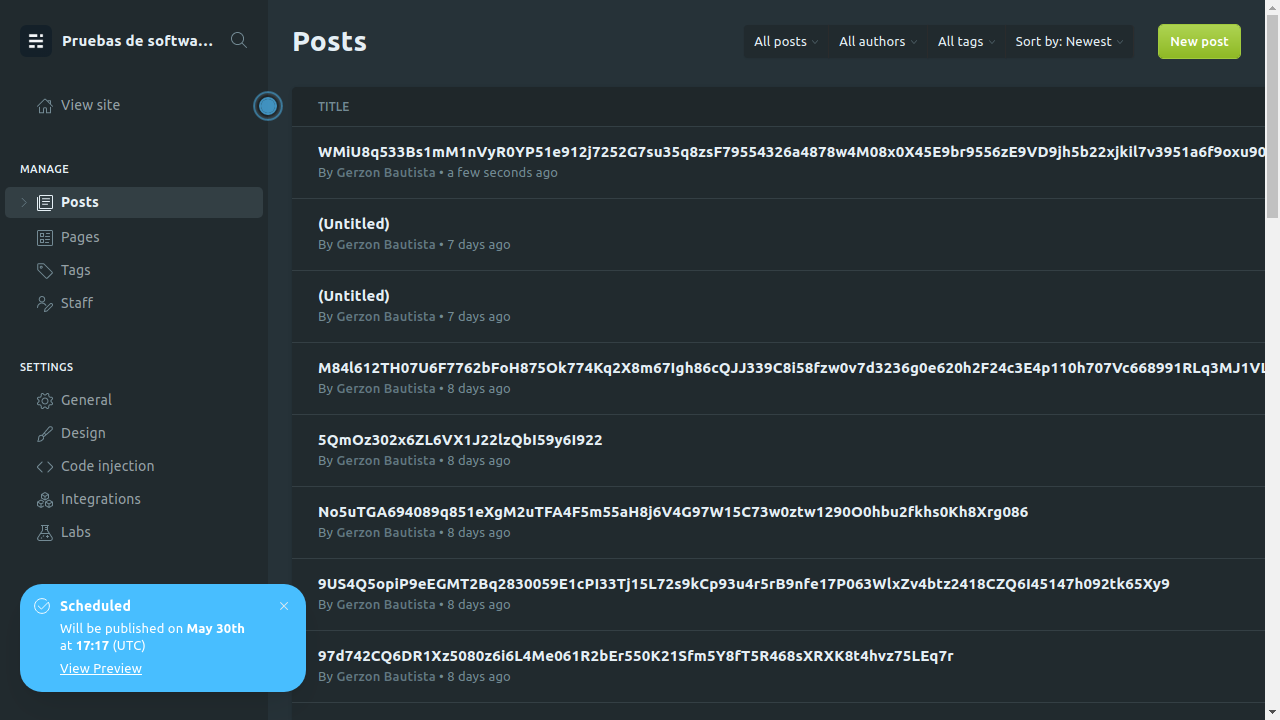 Pruebas de softwa...
View site
MANAGE
Posts
Pages
Tags
Staff
SETTINGS
General
Design
Code injection
Integrations
Labs
Scheduled
Will be published on May 30th
at 17:17 (UTC)
View Preview
Posts
All posts
All authors
All tags
Sort by: Newest
New post
TITLE
WMiU8q533Bs1mM1nVyR0YP51e912j7252G7su35q8zsF79554326a4878w4M08x0X45E9br9556zE9VD9jh5b22xjkil7v3951a6f9oxu90
By Gerzon Bautista • a few seconds ago
(Untitled)
By Gerzon Bautista • 7 days ago
(Untitled)
By Gerzon Bautista • 7 days ago
M84l612TH07U6F7762bFoH875Ok774Kq2X8m67Igh86cQJJ339C8i58fzw0v7d3236g0e620h2F24c3E4p110h707Vc668991RLq3MJ1VL
By Gerzon Bautista • 8 days ago
5QmOz302x6ZL6VX1J22lzQbI59y6I922
By Gerzon Bautista • 8 days ago
No5uTGA694089q851eXgM2uTFA4F5m55aH8j6V4G97W15C73w0ztw1290O0hbu2fkhs0Kh8Xrg086
By Gerzon Bautista • 8 days ago
9US4Q5opiP9eEGMT2Bq2830059E1cPI33Tj15L72s9kCp93u4r5rB9nfe17P063WlxZv4btz2418CZQ6I45147h092tk65Xy9
By Gerzon Bautista • 8 days ago
97d742CQ6DR1Xz5080z6i6L4Me061R2bEr550K21Sfm5Y8fT5R468sXRXK8t4hvz75LEq7r
By Gerzon Bautista • 8 days ago